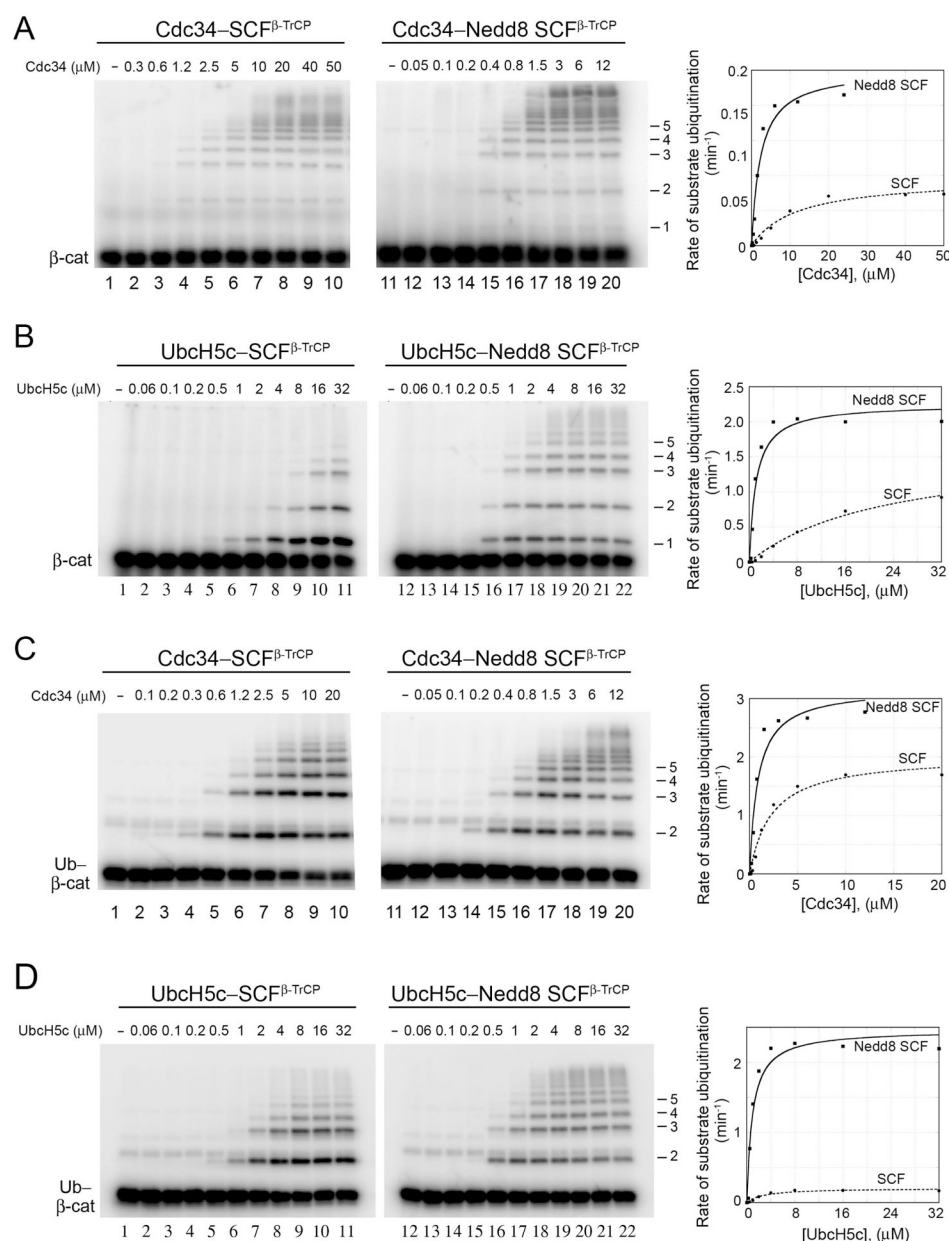 A
Cdc34–SCFβ-TrCP
Cdc34–Nedd8 SCFβ-TrCP
Cdc34 (μM) – 0.3 0.6 1.2 2.5 5 10 20 40 50
– 0.05 0.1 0.2 0.4 0.8 1.5 3 6 12
– 5
– 4
– 3
– 2
– 1
β-cat
1 2 3 4 5 6 7 8 9 10
11 12 13 14 15 16 17 18 19 20
Rate of substrate ubiquitination
(min-1)
0.2
0.15
0.1
0.05
0
Nedd8 SCF
SCF
0 10 20 30 40 50
[Cdc34], (μM)
B
UbcH5c–SCFβ-TrCP
UbcH5c–Nedd8 SCFβ-TrCP
UbcH5c (μM) – 0.06 0.1 0.2 0.5 1 2 4 8 16 32
– 0.06 0.1 0.2 0.5 1 2 4 8 16 32
– 5
– 4
– 3
– 2
– 1
β-cat
1 2 3 4 5 6 7 8 9 10 11
12 13 14 15 16 17 18 19 20 21 22
Rate of substrate ubiquitination
(min-1)
2.5
2.0
1.5
1.0
0.5
0
Nedd8 SCF
SCF
0 8 16 24 32
[UbcH5c], (μM)
C
Cdc34–SCFβ-TrCP
Cdc34–Nedd8 SCFβ-TrCP
Cdc34 (μM) – 0.1 0.2 0.3 0.6 1.2 2.5 5 10 20
– 0.05 0.1 0.2 0.4 0.8 1.5 3 6 12
– 5
– 4
– 3
– 2
Ub–
β-cat
1 2 3 4 5 6 7 8 9 10
11 12 13 14 15 16 17 18 19 20
Rate of substrate ubiquitination
(min-1)
3
2
1
0
Nedd8 SCF
SCF
0 5 10 15 20
[Cdc34], (μM)
D
UbcH5c–SCFβ-TrCP
UbcH5c–Nedd8 SCFβ-TrCP
UbcH5c (μM) – 0.06 0.1 0.2 0.5 1 2 4 8 16 32
– 0.06 0.1 0.2 0.5 1 2 4 8 16 32
– 5
– 4
– 3
– 2
Ub–
β-cat
1 2 3 4 5 6 7 8 9 10 11
12 13 14 15 16 17 18 19 20 21 22
Rate of substrate ubiquitination
(min-1)
2
2
1
0
Nedd8 SCF
SCF
0 8 16 24 32
[UbcH5c], (μM)